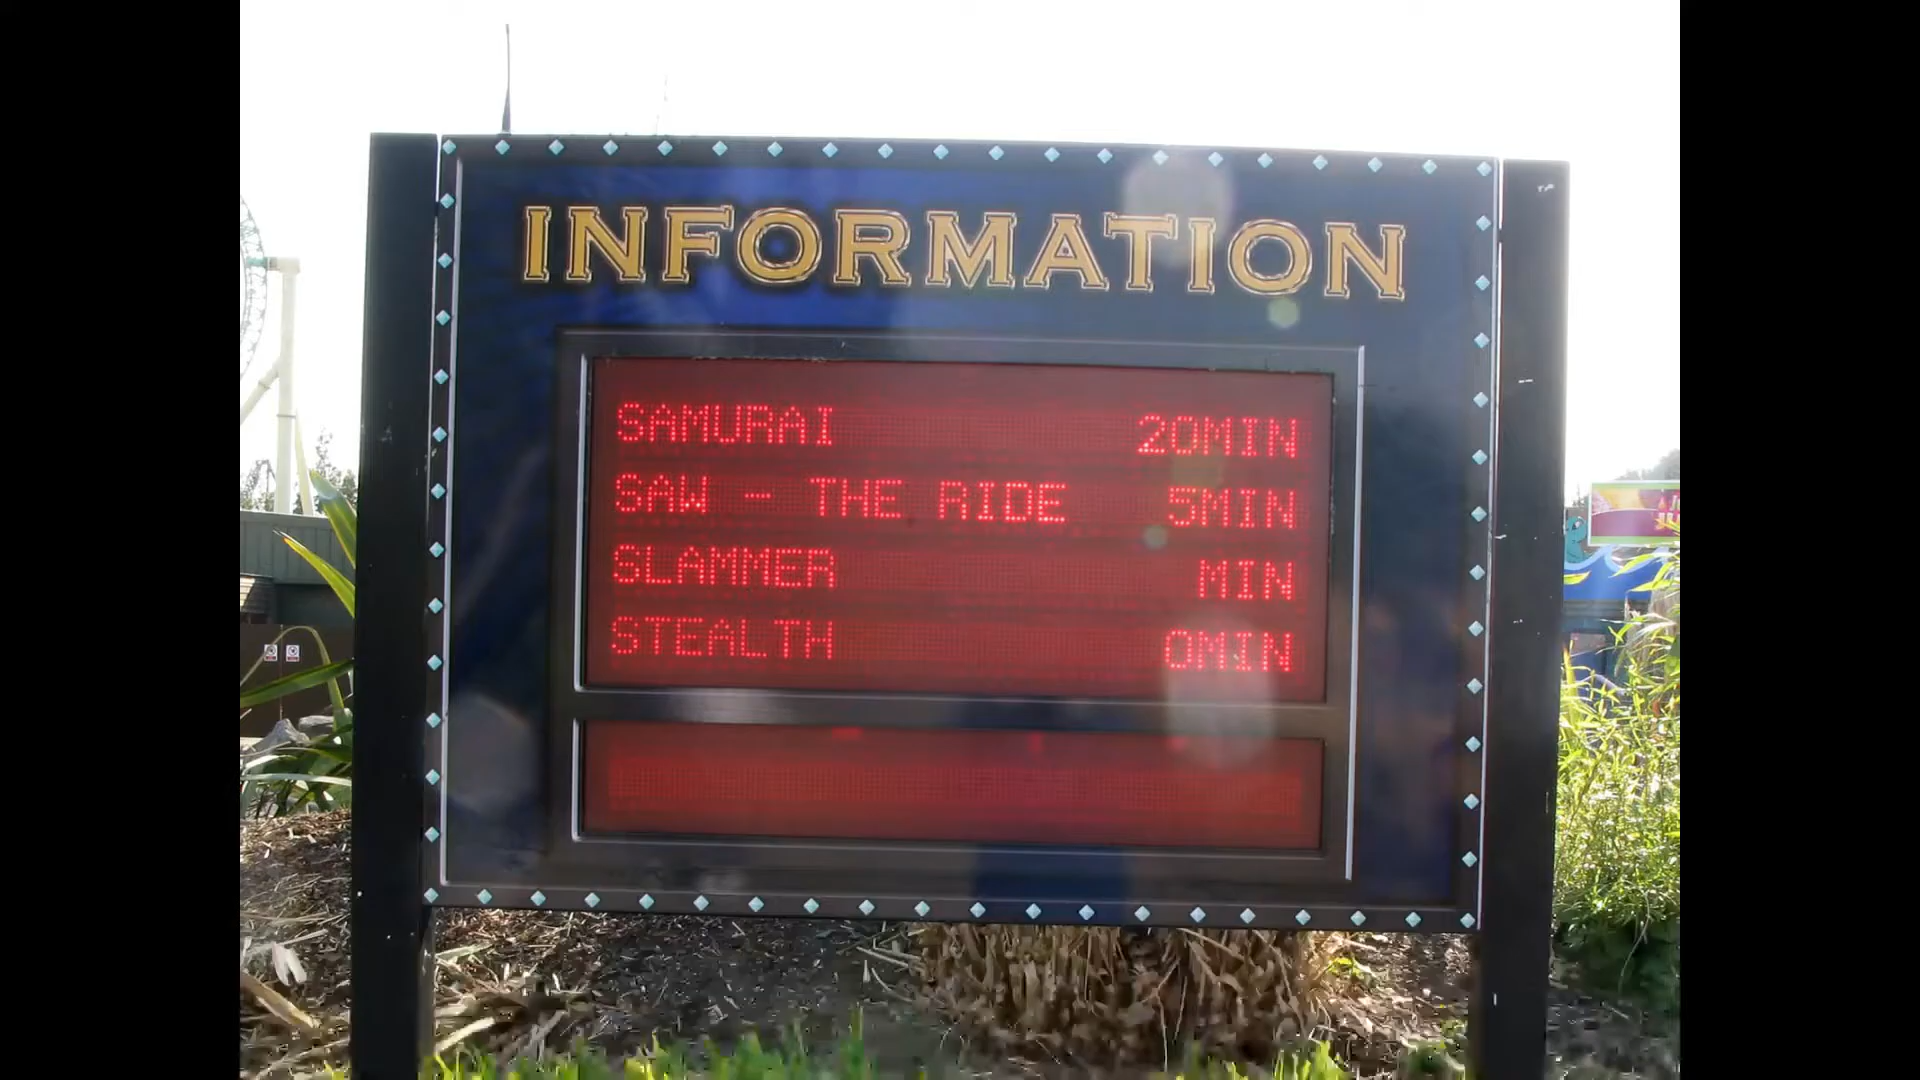 INFORMATION
SAMURAI 20MIN
SAW - THE RIDE 5MIN
SLAMMER MIN
STEALTH 0MIN